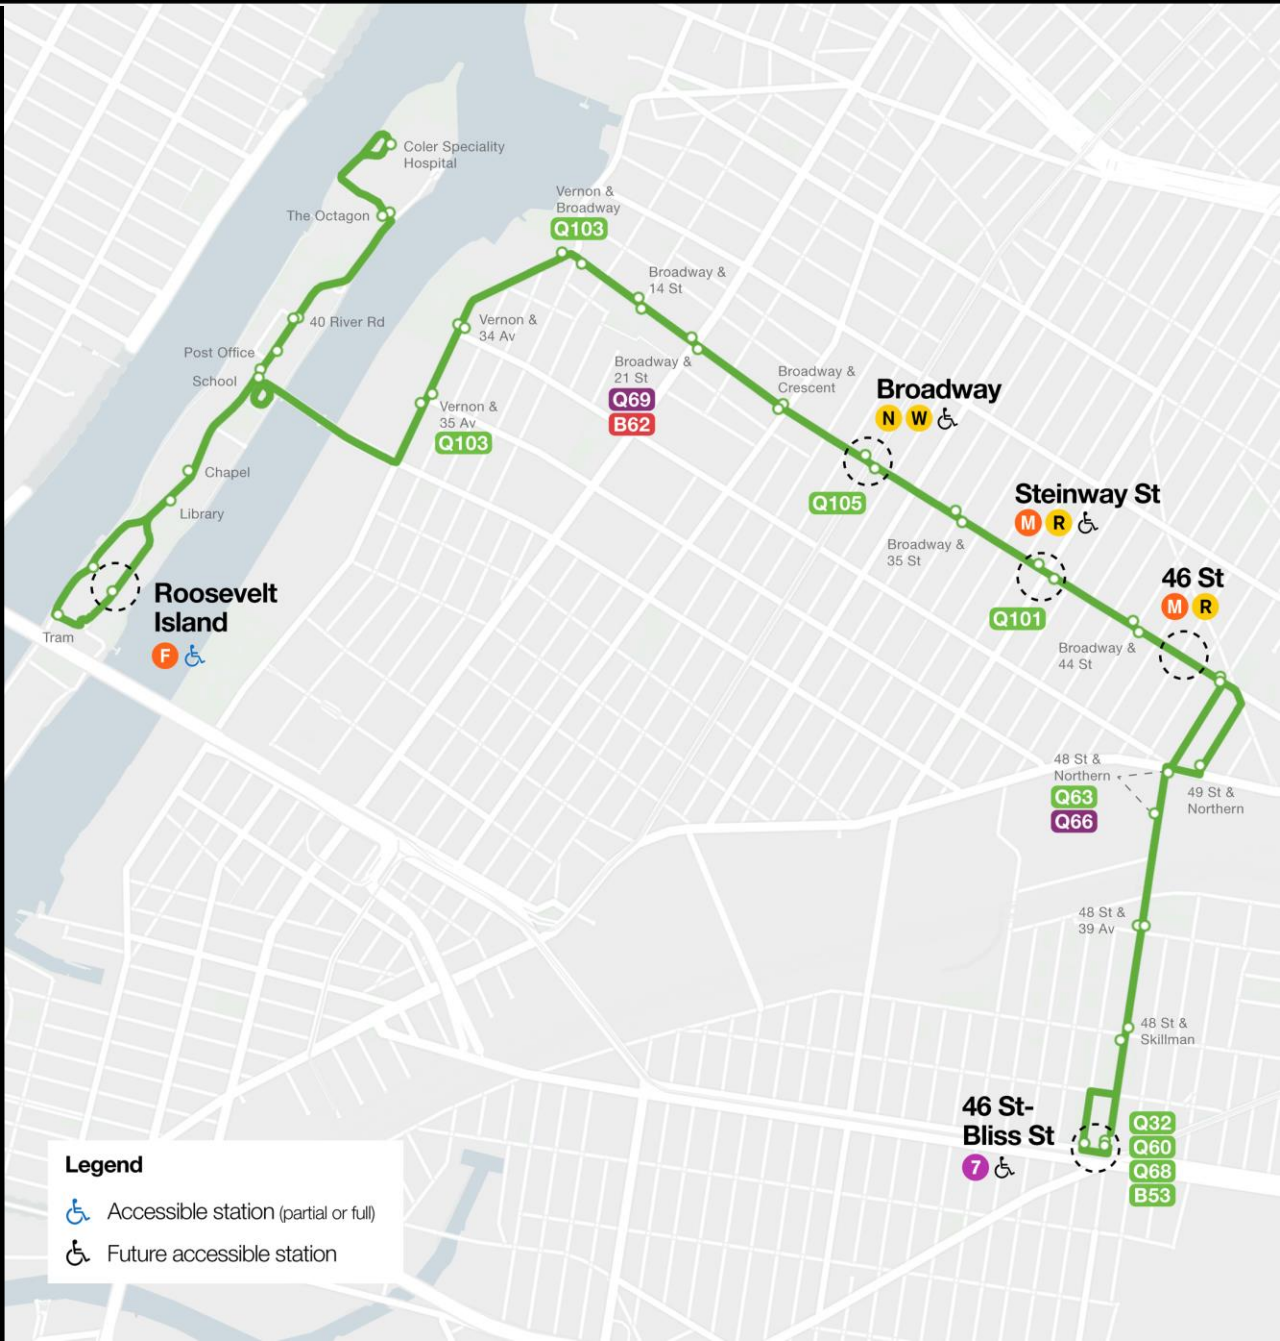 Coler Speciality
Hospital
The Octagon
Vernon &
Broadway
Q103
Broadway &
14 St
40 River Rd
Vernon &
34 Av
Post Office
School
Broadway &
21 St
Q69
B62
Broadway &
Crescent
Broadway
N W
Vernon &
35 Av
Q103
Chapel
Library
Q105
Steinway St
M R
Broadway &
35 St
Roosevelt
Island
F
Tram
Q101
46 St
M R
Broadway &
44 St
48 St &
Northern
Q63
Q66
49 St &
Northern
48 St &
39 Av
48 St &
Skillman
46 St-
Bliss St
7
Q32
Q60
Q68
B53
Legend
Accessible station (partial or full)
Future accessible station